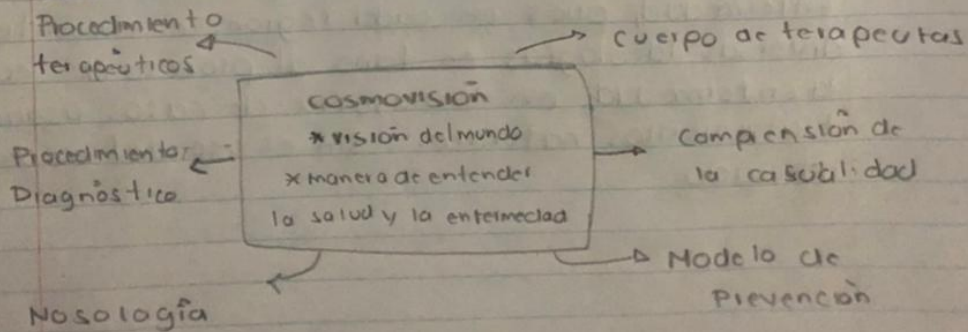 Procedimiento
terapéuticos
cuerpo de terapeutas
cosmovisión
* visión del mundo
* manera de entender
la salud y la enfermedad
Procedimiento
Diagnóstico
Comprensión de
la casualidad
Modelo de
Prevención
Nosología